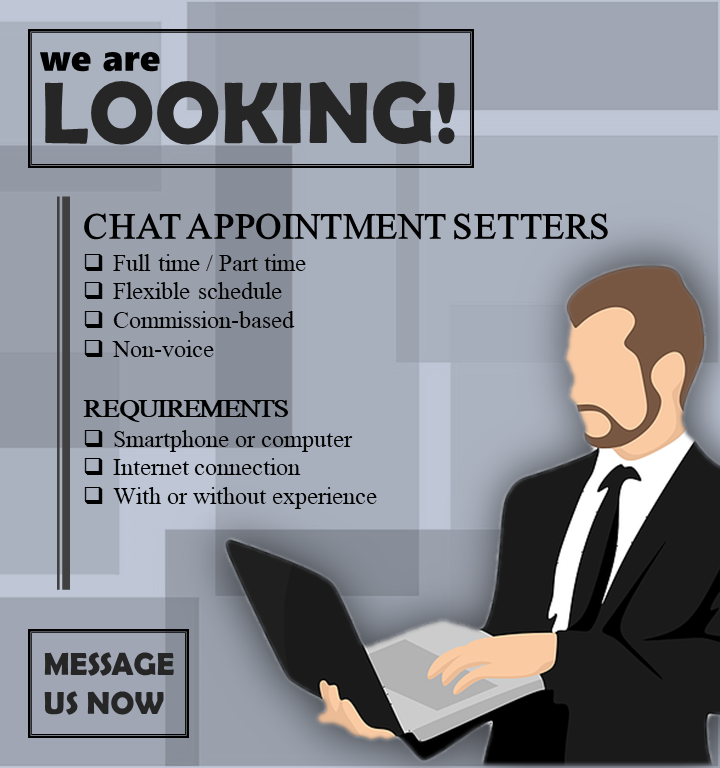 we are
LOOKING!
CHAT APPOINTMENT SETTERS
❑ Full time / Part time
❑ Flexible schedule
❑ Commission-based
❑ Non-voice
REQUIREMENTS
❑ Smartphone or computer
❑ Internet connection
❑ With or without experience
MESSAGE
US NOW